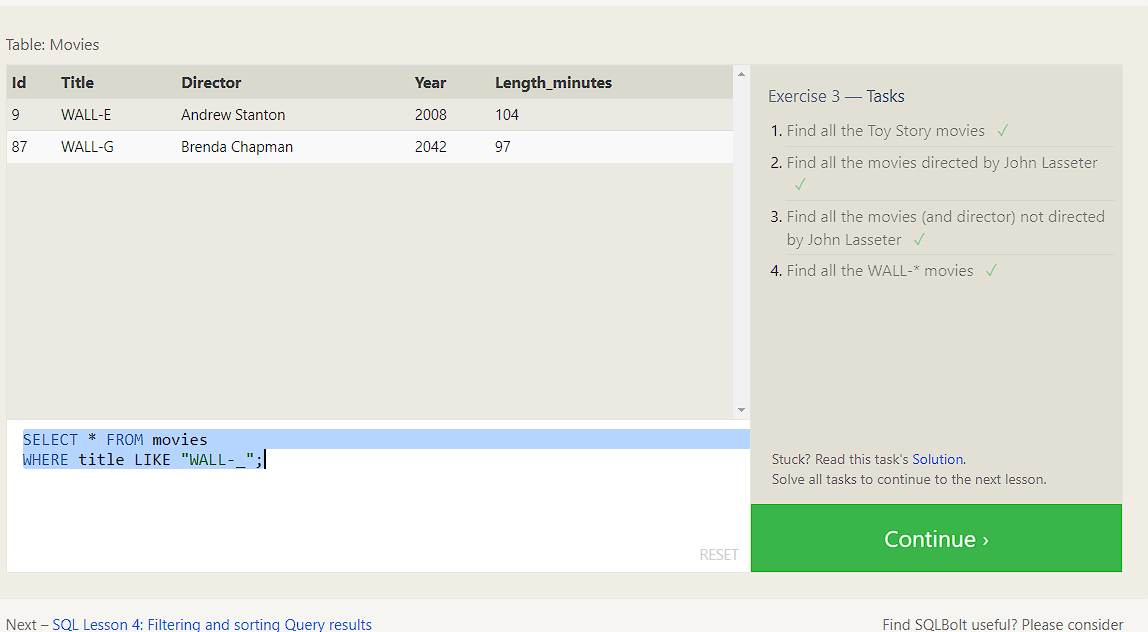 Table: Movies
Id Title Director Year Length_minutes
9 WALL-E Andrew Stanton 2008 104
87 WALL-G Brenda Chapman 2042 97
SELECT * FROM movies
WHERE title LIKE "WALL-_";
RESET
Exercise 3 — Tasks
1. Find all the Toy Story movies ✓
2. Find all the movies directed by John Lasseter
✓
3. Find all the movies (and director) not directed
by John Lasseter ✓
4. Find all the WALL-* movies ✓
Stuck? Read this task's Solution.
Solve all tasks to continue to the next lesson.
Continue ›
Next – SQL Lesson 4: Filtering and sorting Query results
Find SQLBolt useful? Please consider